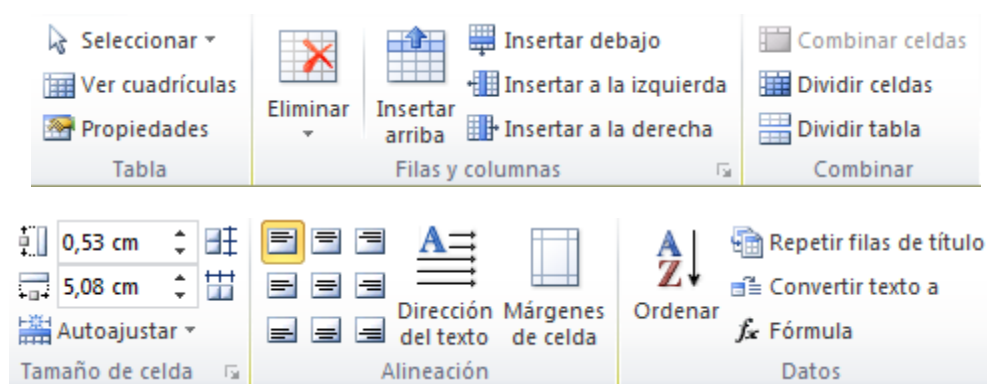 Seleccionar
Ver cuadrículas
Propiedades
Tabla
Eliminar
Insertar
arriba
Insertar debajo
Insertar a la izquierda
Insertar a la derecha
Filas y columnas
Combinar celdas
Dividir celdas
Dividir tabla
Combinar
0,53 cm
5,08 cm
Autoajustar
Tamaño de celda
A
Dirección
del texto
Márgenes
de celda
Alineación
A
Z
Ordenar
Repetir filas de título
Convertir texto a
fx Fórmula
Datos